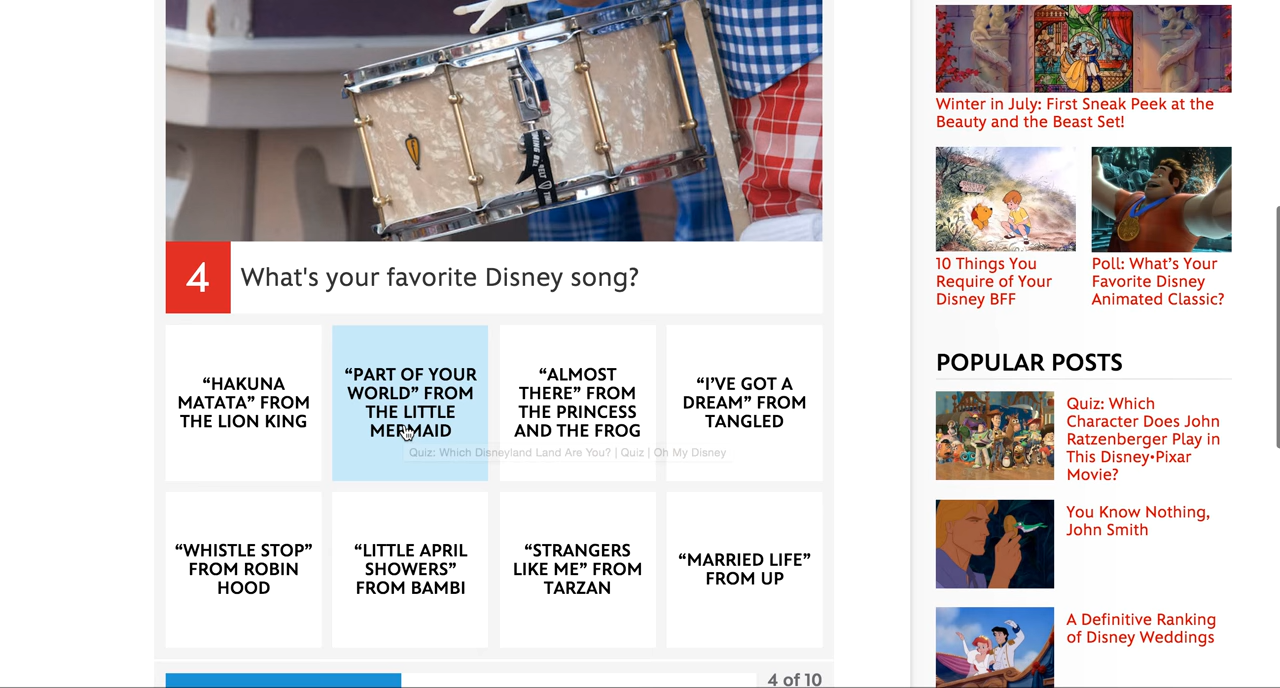 4
What's your favorite Disney song?
“HAKUNA
MATATA” FROM
THE LION KING
“PART OF YOUR
WORLD” FROM
THE LITTLE
MERMAID
“ALMOST
THERE” FROM
THE PRINCESS
AND THE FROG
“I’VE GOT A
DREAM” FROM
TANGLED
Quiz: Which Disneyland Land Are You? | Quiz | Oh My Disney
“WHISTLE STOP”
FROM ROBIN
HOOD
“LITTLE APRIL
SHOWERS”
FROM BAMBI
“STRANGERS
LIKE ME” FROM
TARZAN
“MARRIED LIFE”
FROM UP
4 of 10
Winter in July: First Sneak Peek at the
Beauty and the Beast Set!
10 Things You
Require of Your
Disney BFF
Poll: What’s Your
Favorite Disney
Animated Classic?
POPULAR POSTS
Quiz: Which
Character Does John
Ratzenberger Play in
This Disney•Pixar
Movie?
You Know Nothing,
John Smith
A Definitive Ranking
of Disney Weddings